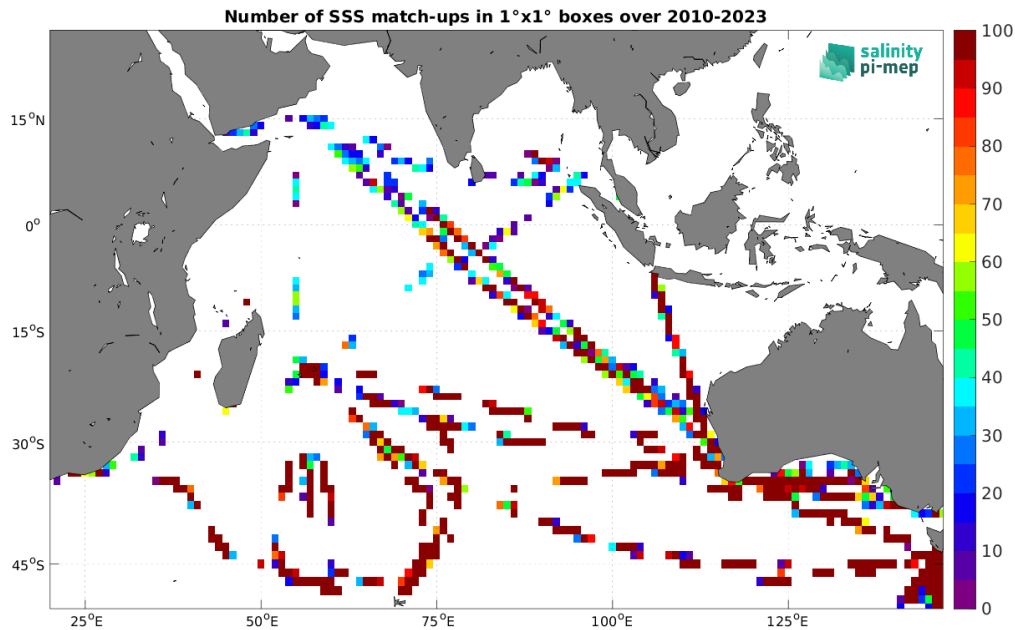 Number of SSS match-ups in 1°x1° boxes over 2010-2023
salinity
pi-mep
15°N
0°
15°S
30°S
45°S
25°E
50°E
75°E
100°E
125°E
100
90
80
70
60
50
40
30
20
10
0